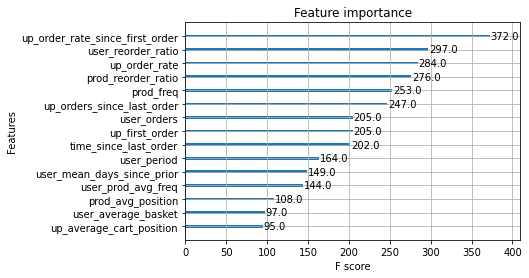 Feature importance
up_order_rate_since_first_order 372.0
user_reorder_ratio 297.0
up_order_rate 284.0
prod_reorder_ratio 276.0
prod_freq 253.0
up_orders_since_last_order 247.0
user_orders 205.0
up_first_order 205.0
time_since_last_order 202.0
user_period 164.0
user_mean_days_since_prior 149.0
user_prod_avg_freq 144.0
prod_avg_position 108.0
user_average_basket 97.0
up_average_cart_position 95.0
Features
0 50 100 150 200 250 300 350 400
F score